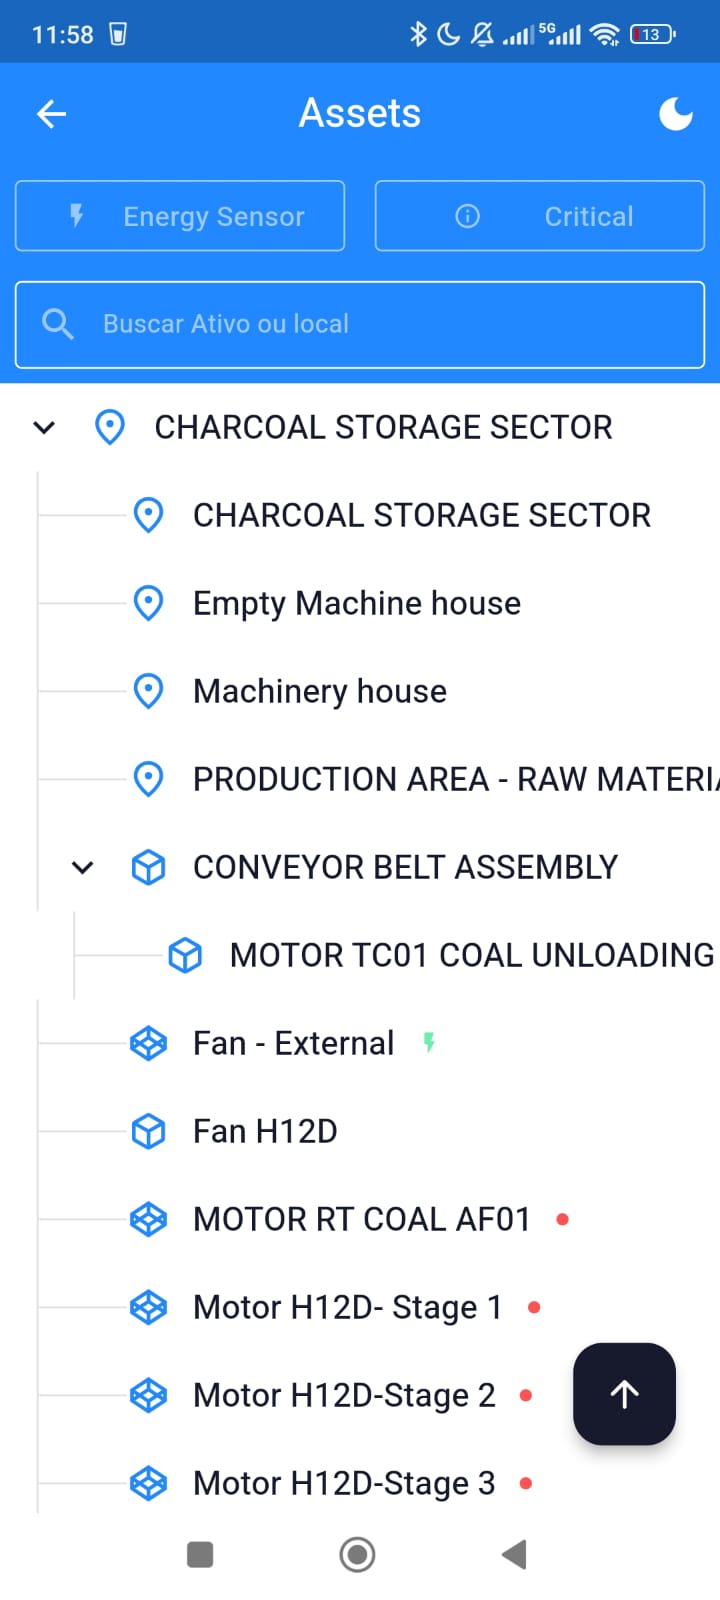 11:58 5G 13
Assets
Energy Sensor Critical
Buscar Ativo ou local
CHARCOAL STORAGE SECTOR
CHARCOAL STORAGE SECTOR
Empty Machine house
Machinery house
PRODUCTION AREA - RAW MATERIA
CONVEYOR BELT ASSEMBLY
MOTOR TC01 COAL UNLOADING
Fan - External
Fan H12D
MOTOR RT COAL AF01
Motor H12D- Stage 1
Motor H12D-Stage 2
Motor H12D-Stage 3